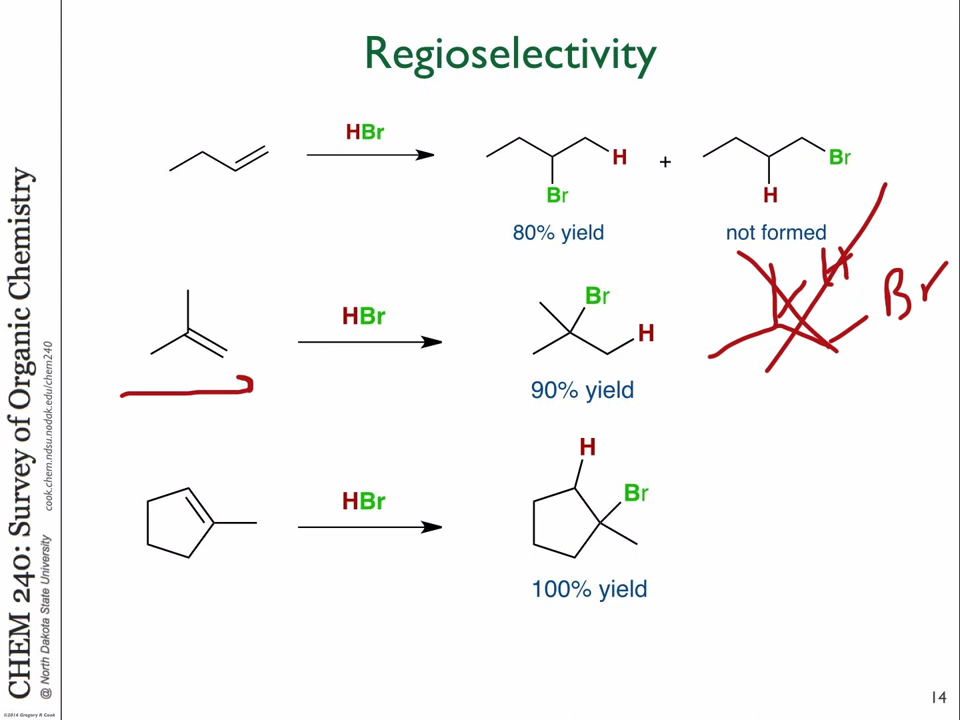 Regioselectivity
HBr
H
+
Br
Br
H
80% yield
not formed
H
Br
HBr
Br
H
90% yield
H
HBr
Br
100% yield
CHEM 240: Survey of Organic Chemistry
@ North Dakota State University
cook.chem.ndsu.nodak.edu/chem240
©2014 Gregory R Cook
14